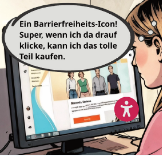 Ein Barrierefreiheits-Icon!
Super, wenn ich da drauf
klicke, kann ich das tolle
Teil kaufen.